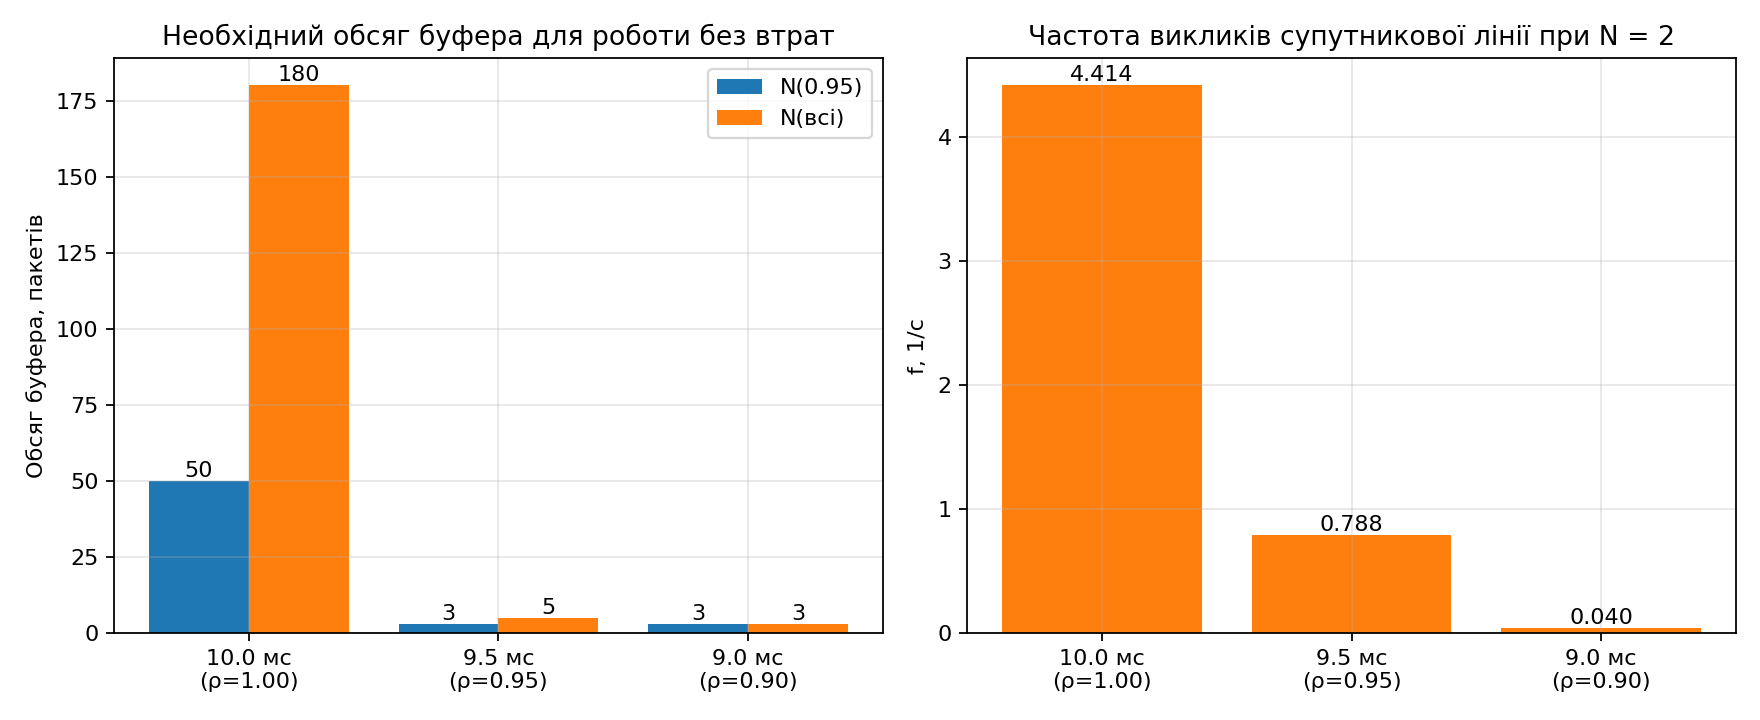 Необхідний обсяг буфера для роботи без втрат
Обсяг буфера, пакетів
175
150
125
100
75
50
25
0
180
50
3
5
3
3
N(0.95)
N(всі)
10.0 мс
(ρ=1.00)
9.5 мс
(ρ=0.95)
9.0 мс
(ρ=0.90)
Частота викликів супутникової лінії при N = 2
f, 1/с
4
3
2
1
0
4.414
0.788
0.040
10.0 мс
(ρ=1.00)
9.5 мс
(ρ=0.95)
9.0 мс
(ρ=0.90)